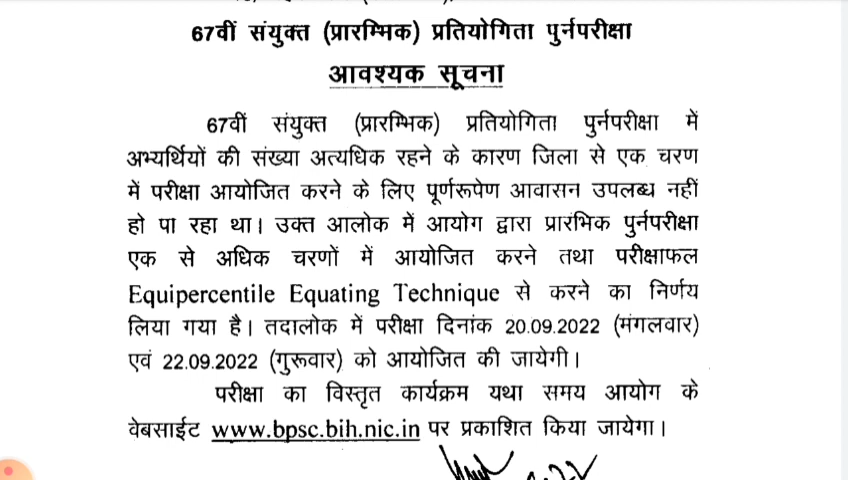 67वीं संयुक्त (प्रारम्भिक) प्रतियोगिता पुर्नपरीक्षा
आवश्यक सूचना
67वीं संयुक्त (प्रारम्भिक) प्रतियोगिता पुर्नपरीक्षा में
अभ्यर्थियों की संख्या अत्यधिक रहने के कारण जिला से एक चरण
में परीक्षा आयोजित करने के लिए पूर्णरूपेण आवासन उपलब्ध नहीं
हो पा रहा था। उक्त आलोक में आयोग द्वारा प्रारंभिक पुर्नपरीक्षा
एक से अधिक चरणों में आयोजित करने तथा परीक्षाफल
Equipercentile Equating Technique से करने का निर्णय
लिया गया है। तदालोक में परीक्षा दिनांक 20.09.2022 (मंगलवार)
एवं 22.09.2022 (गुरूवार) को आयोजित की जायेगी।
परीक्षा का विस्तृत कार्यक्रम यथा समय आयोग के
वेबसाईट www.bpsc.bih.nic.in पर प्रकाशित किया जायेगा।